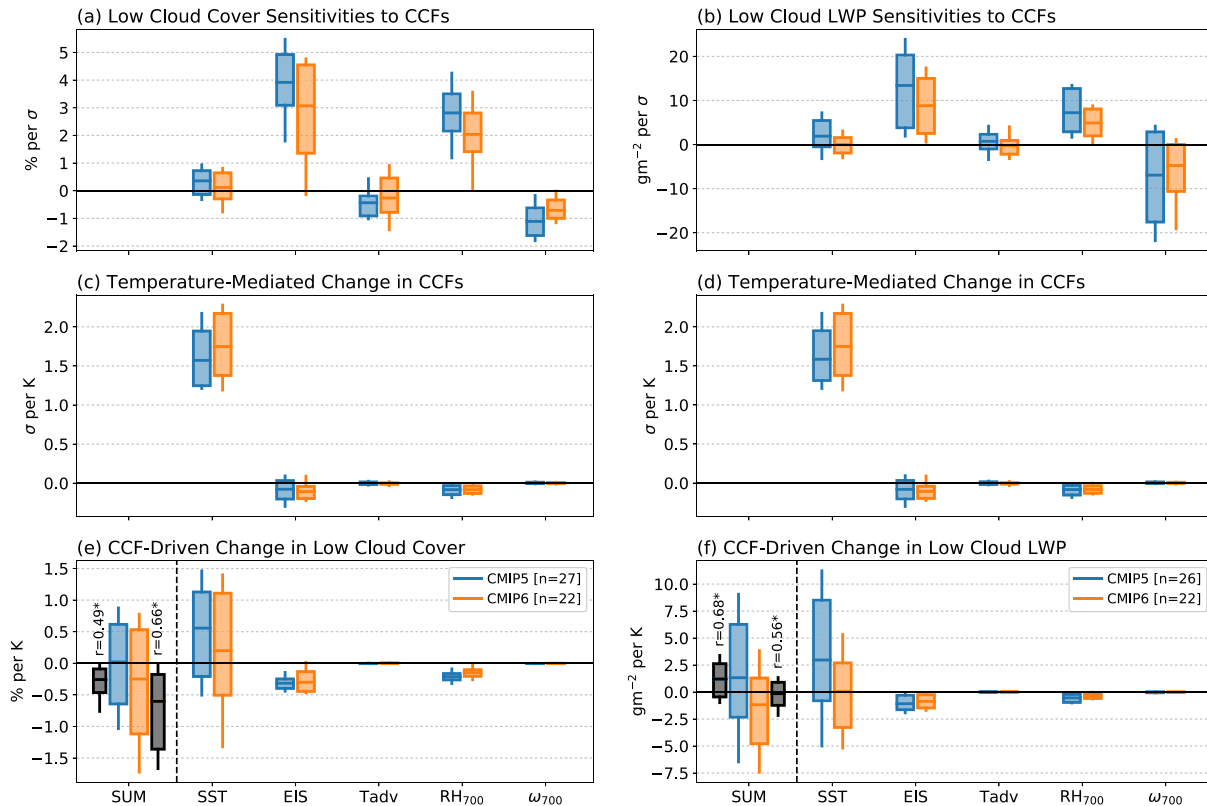 (a) Low Cloud Cover Sensitivities to CCFs
% per σ
5
4
3
2
1
0
−1
−2
(b) Low Cloud LWP Sensitivities to CCFs
gm⁻² per σ
20
10
0
−10
−20
(c) Temperature-Mediated Change in CCFs
σ per K
2.0
1.5
1.0
0.5
0.0
(d) Temperature-Mediated Change in CCFs
σ per K
2.0
1.5
1.0
0.5
0.0
(e) CCF-Driven Change in Low Cloud Cover
% per K
1.5
1.0
0.5
0.0
−0.5
−1.0
−1.5
r=0.49*
r=0.66*
CMIP5 [n=27]
CMIP6 [n=22]
SUM SST EIS Tadv RH₇₀₀ ω₇₀₀
(f) CCF-Driven Change in Low Cloud LWP
gm⁻² per K
10.0
7.5
5.0
2.5
0.0
−2.5
−5.0
−7.5
r=0.68*
r=0.56*
CMIP5 [n=26]
CMIP6 [n=22]
SUM SST EIS Tadv RH₇₀₀ ω₇₀₀